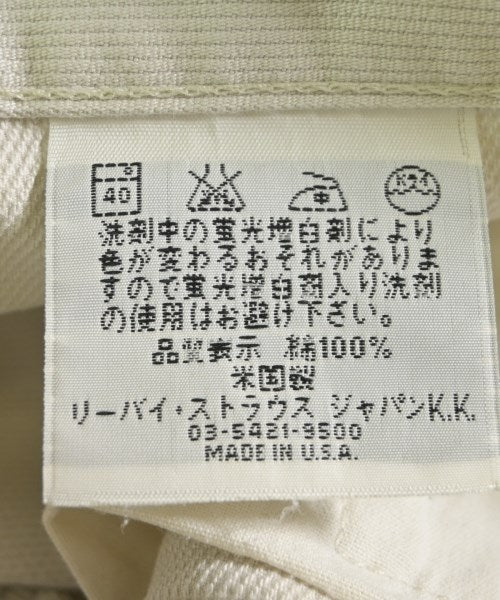 40
洗剤中の蛍光増白剤により
色が変わるおそれがありま
すので蛍光増白剤入り洗剤
の使用はお避け下さい。
品質表示 綿100%
米国製
リーバイ・ストラウス ジャパンK.K.
03-5421-9500
MADE IN U.S.A.